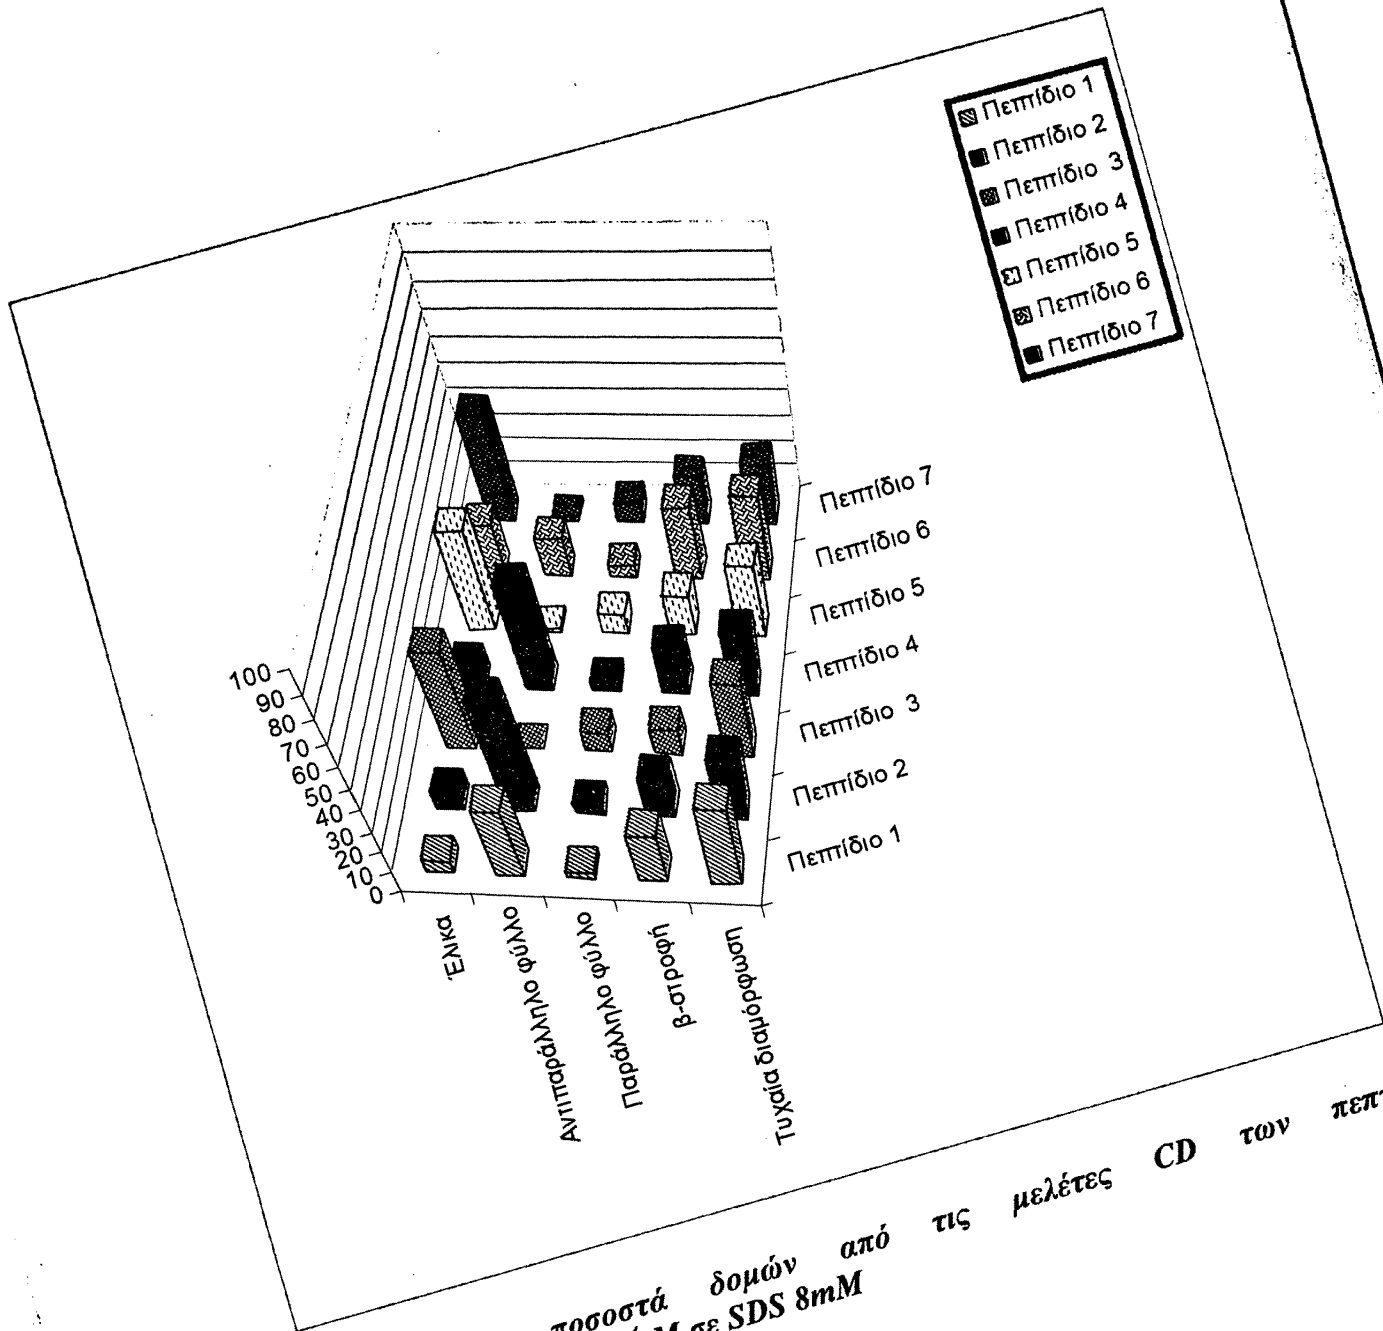 Πεπτίδιο 1
Πεπτίδιο 2
Πεπτίδιο 3
Πεπτίδιο 4
Πεπτίδιο 5
Πεπτίδιο 6
Πεπτίδιο 7
100
90
80
70
60
50
40
30
20
10
0
Πεπτίδιο 7
Πεπτίδιο 6
Πεπτίδιο 5
Πεπτίδιο 4
Πεπτίδιο 3
Πεπτίδιο 2
Πεπτίδιο 1
Έλικα
Αντιπαράλληλο φύλλο
Παράλληλο φύλλο
β-στροφή
Τυχαία διαμόρφωση
ποσοστά δομών από τις μελέτες CD των
σε SDS 8mM